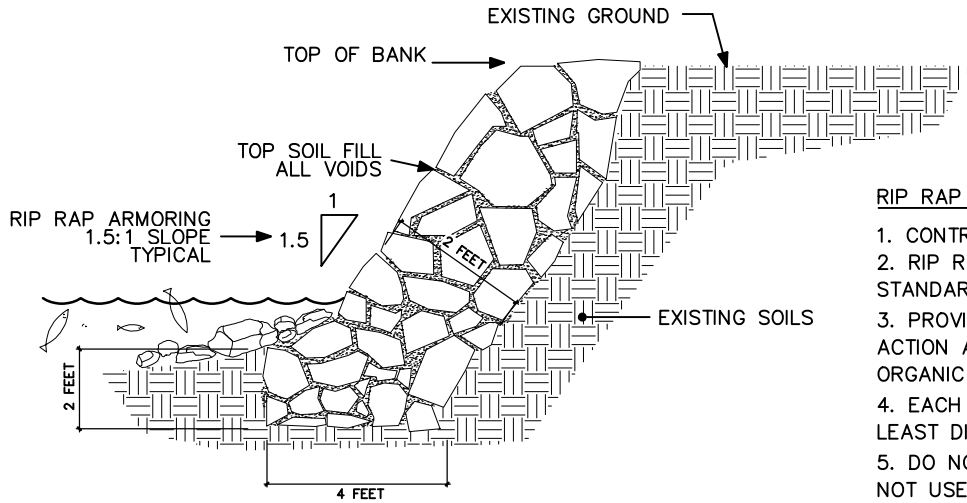 EXISTING GROUND
TOP OF BANK
TOP SOIL FILL
ALL VOIDS
RIP RAP ARMORING
1.5:1 SLOPE
TYPICAL
1
1.5
2 FEET
EXISTING SOILS
2 FEET
4 FEET
RIP RAP
1. CONTR
2. RIP R
STANDAR
3. PROVI
ACTION A
ORGANIC
4. EACH
LEAST DI
5. DO NO
NOT USE